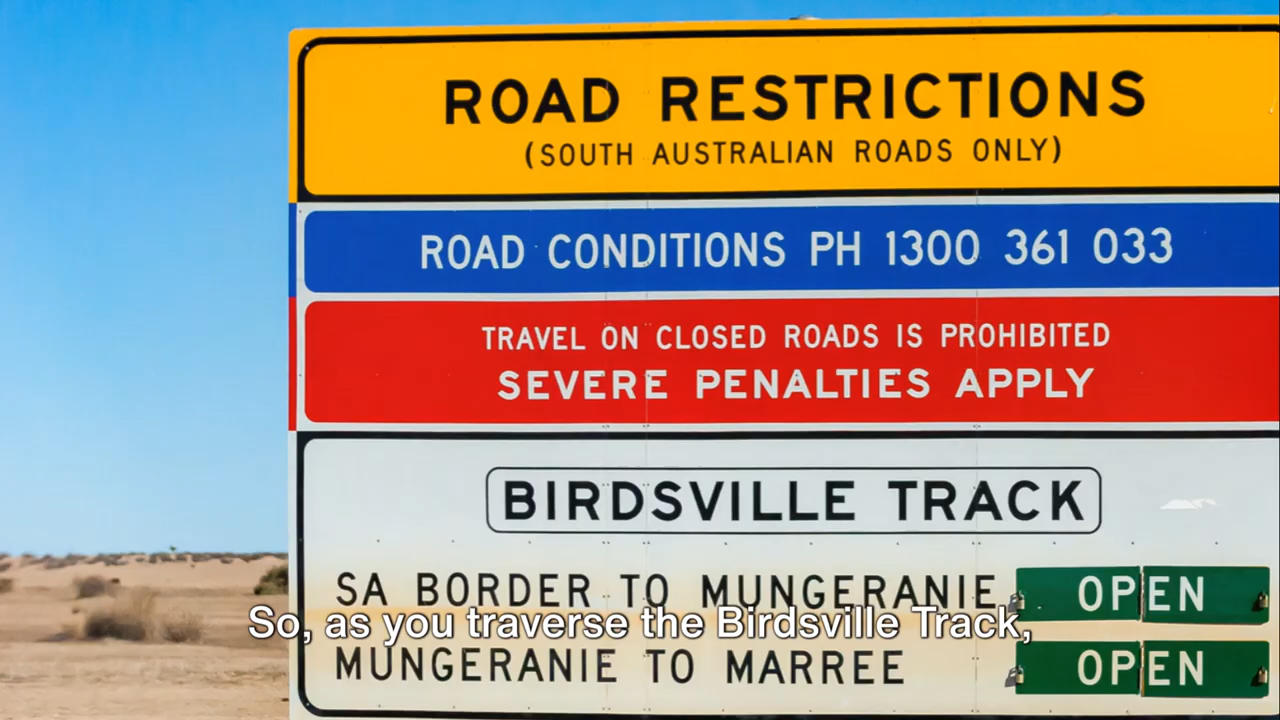 ROAD RESTRICTIONS
(SOUTH AUSTRALIAN ROADS ONLY)
ROAD CONDITIONS PH 1300 361 033
TRAVEL ON CLOSED ROADS IS PROHIBITED
SEVERE PENALTIES APPLY
BIRDSVILLE TRACK
SA BORDER TO MUNGERANIE OPEN
So, as you traverse the Birdsville Track,
MUNGERANIE TO MARREE OPEN